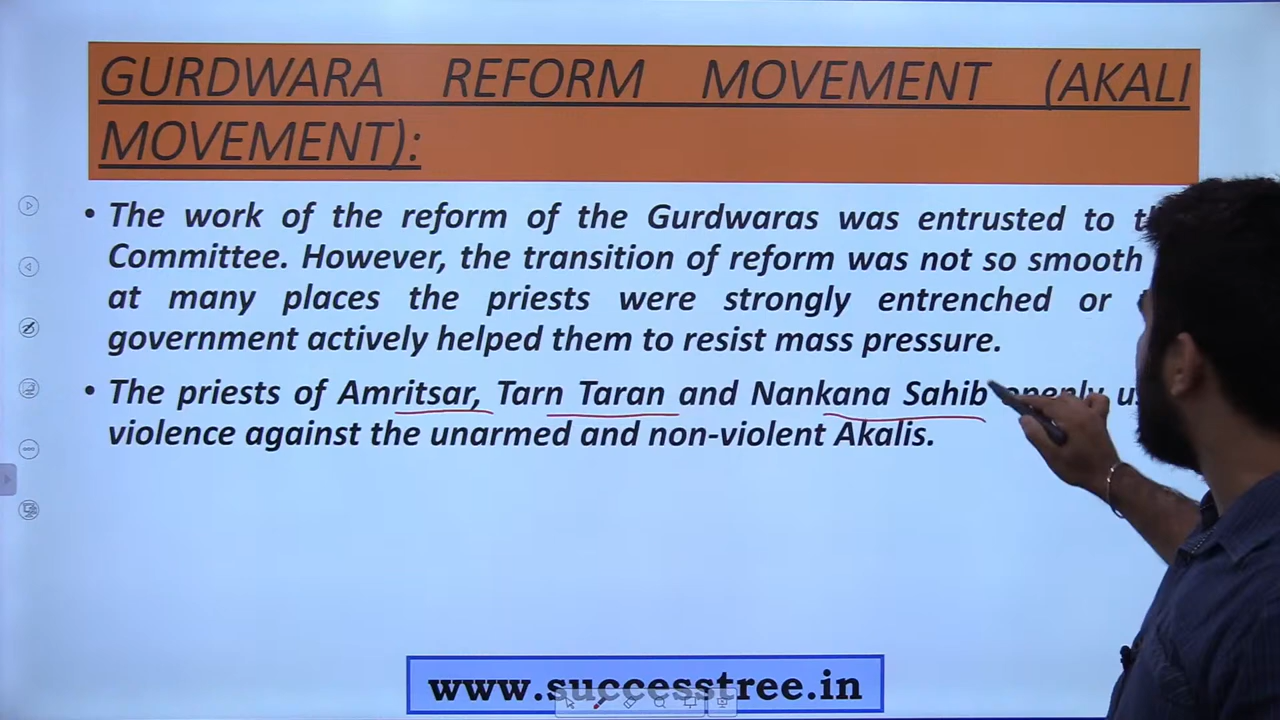 GURDWARA REFORM MOVEMENT (AKALI
MOVEMENT):
• The work of the reform of the Gurdwaras was entrusted to
Committee. However, the transition of reform was not so smooth
at many places the priests were strongly entrenched or
government actively helped them to resist mass pressure.
• The priests of Amritsar, Tarn Taran and Nankana Sahib openly
violence against the unarmed and non-violent Akalis.
www.successtree.in